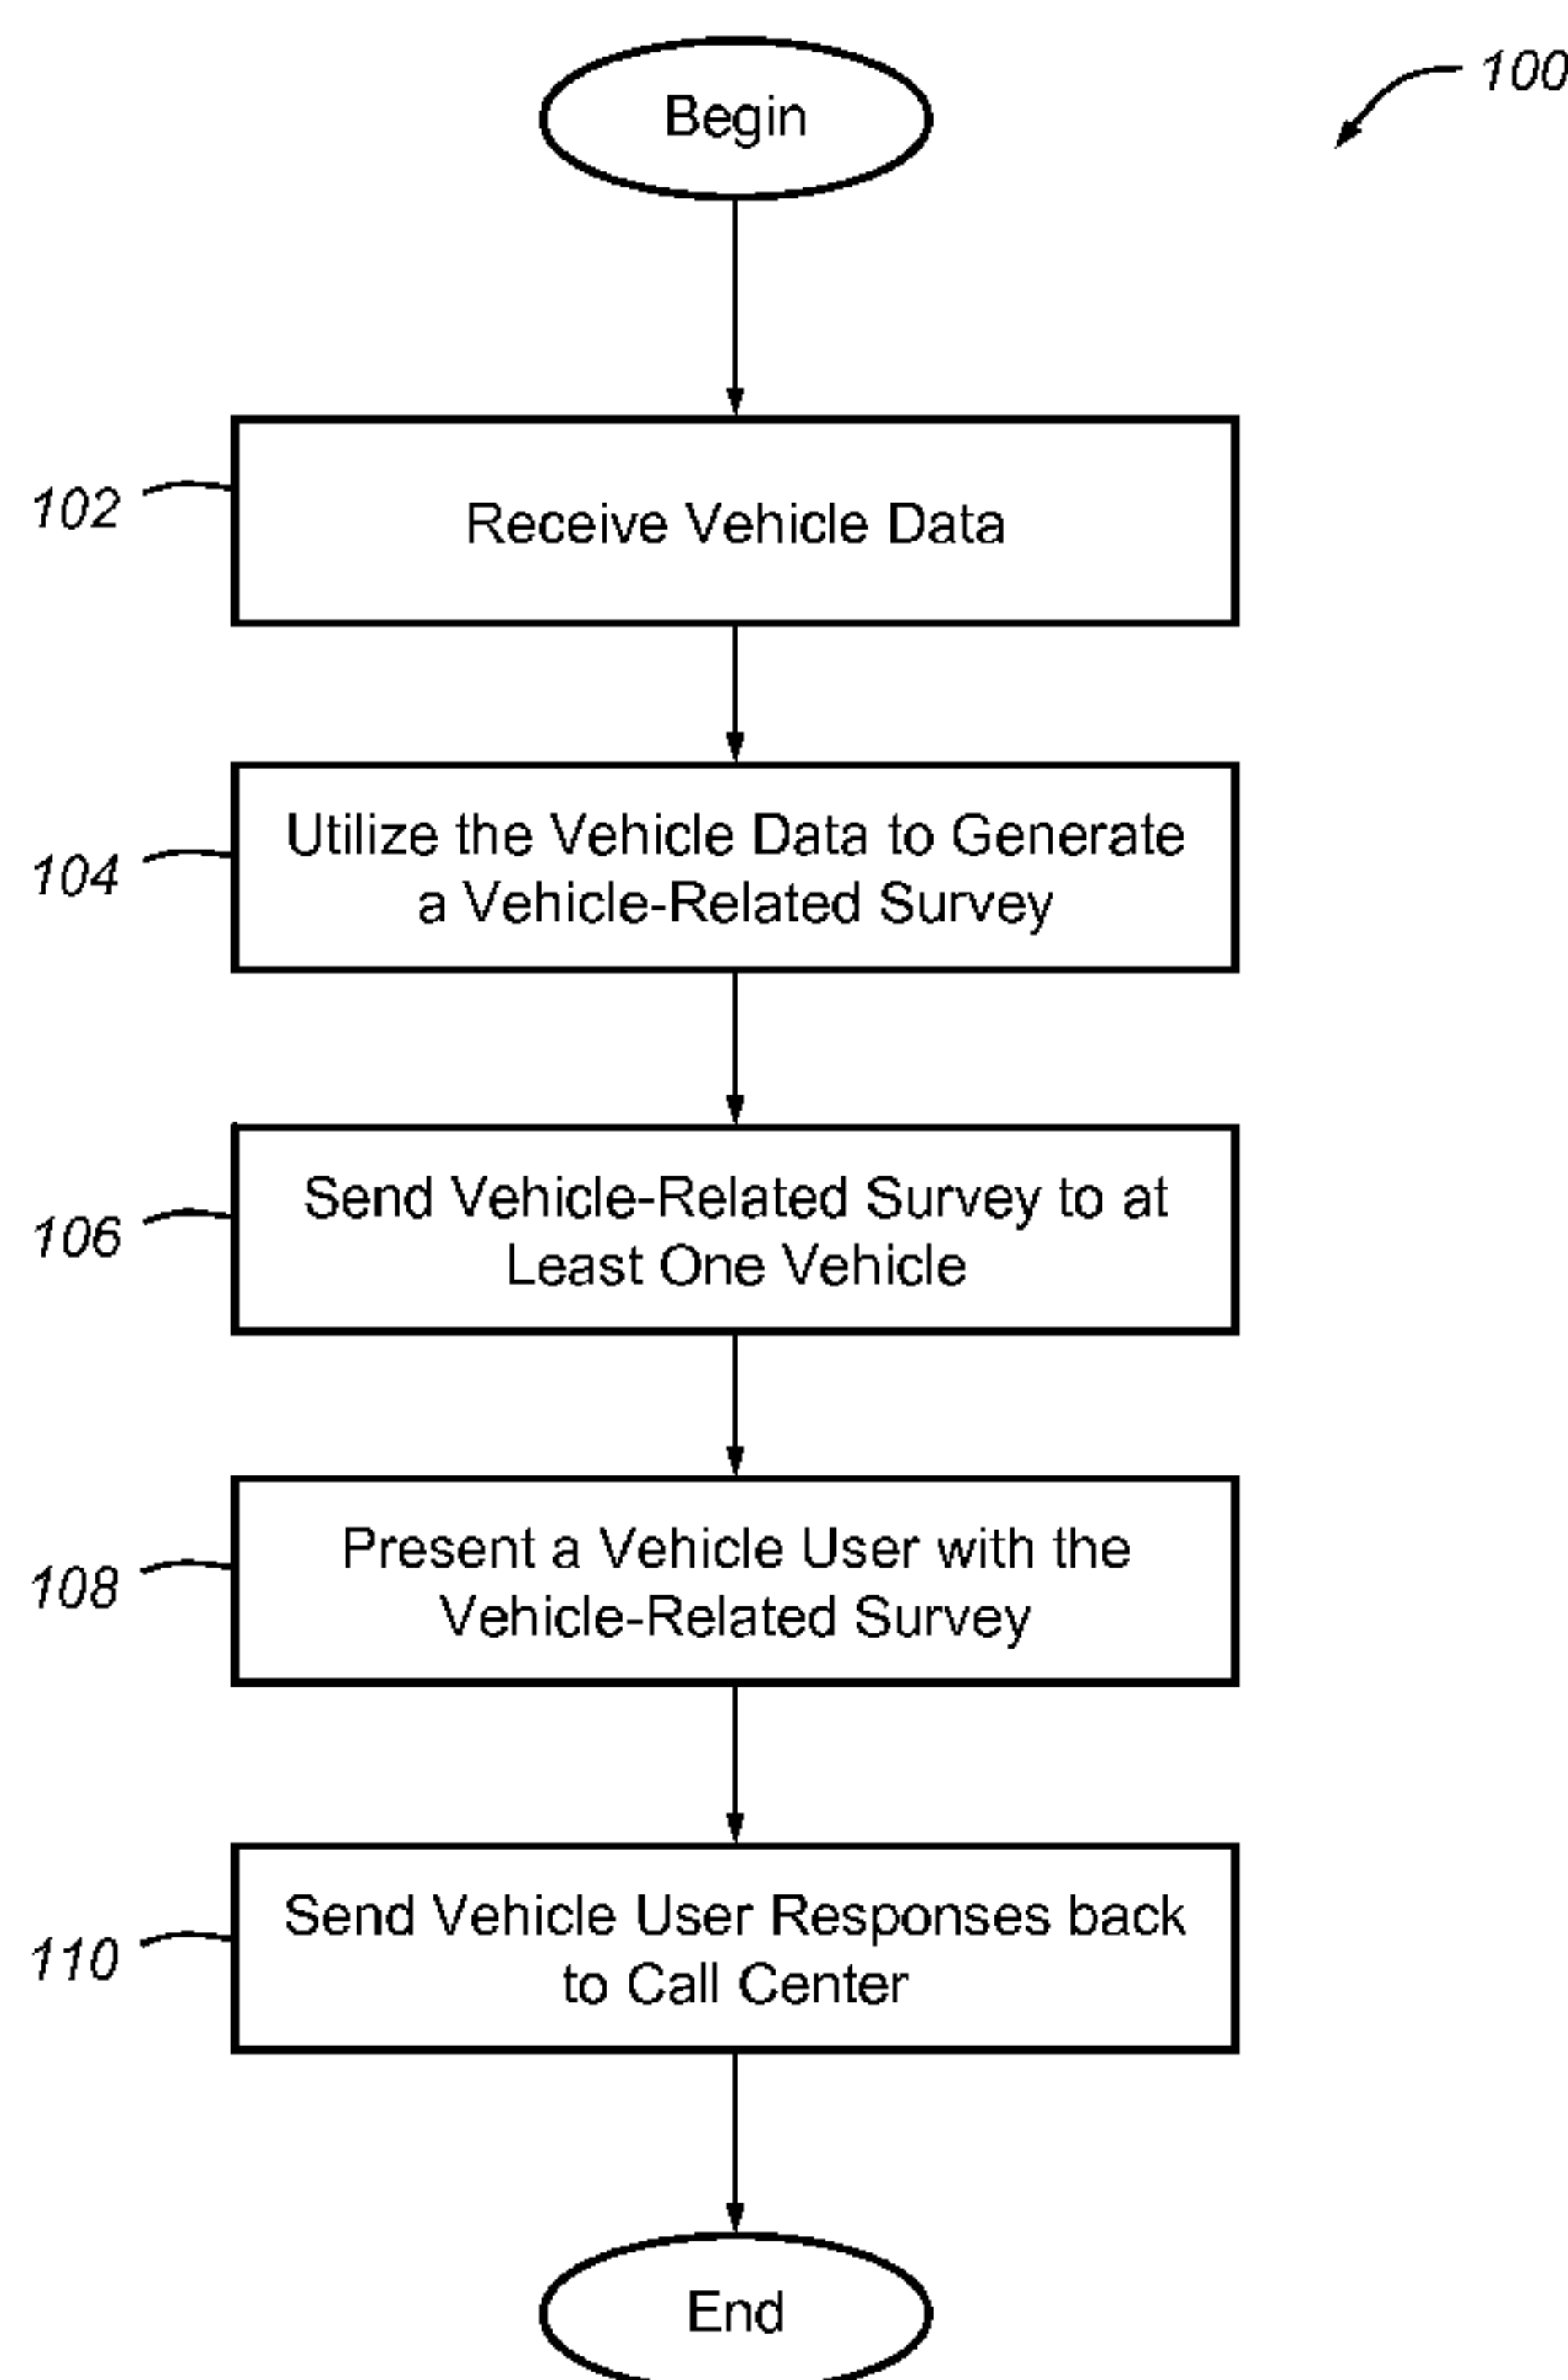 Begin
100
102
Receive Vehicle Data
104
Utilize the Vehicle Data to Generate
a Vehicle-Related Survey
106
Send Vehicle-Related Survey to at
Least One Vehicle
108
Present a Vehicle User with the
Vehicle-Related Survey
110
Send Vehicle User Responses back
to Call Center
End